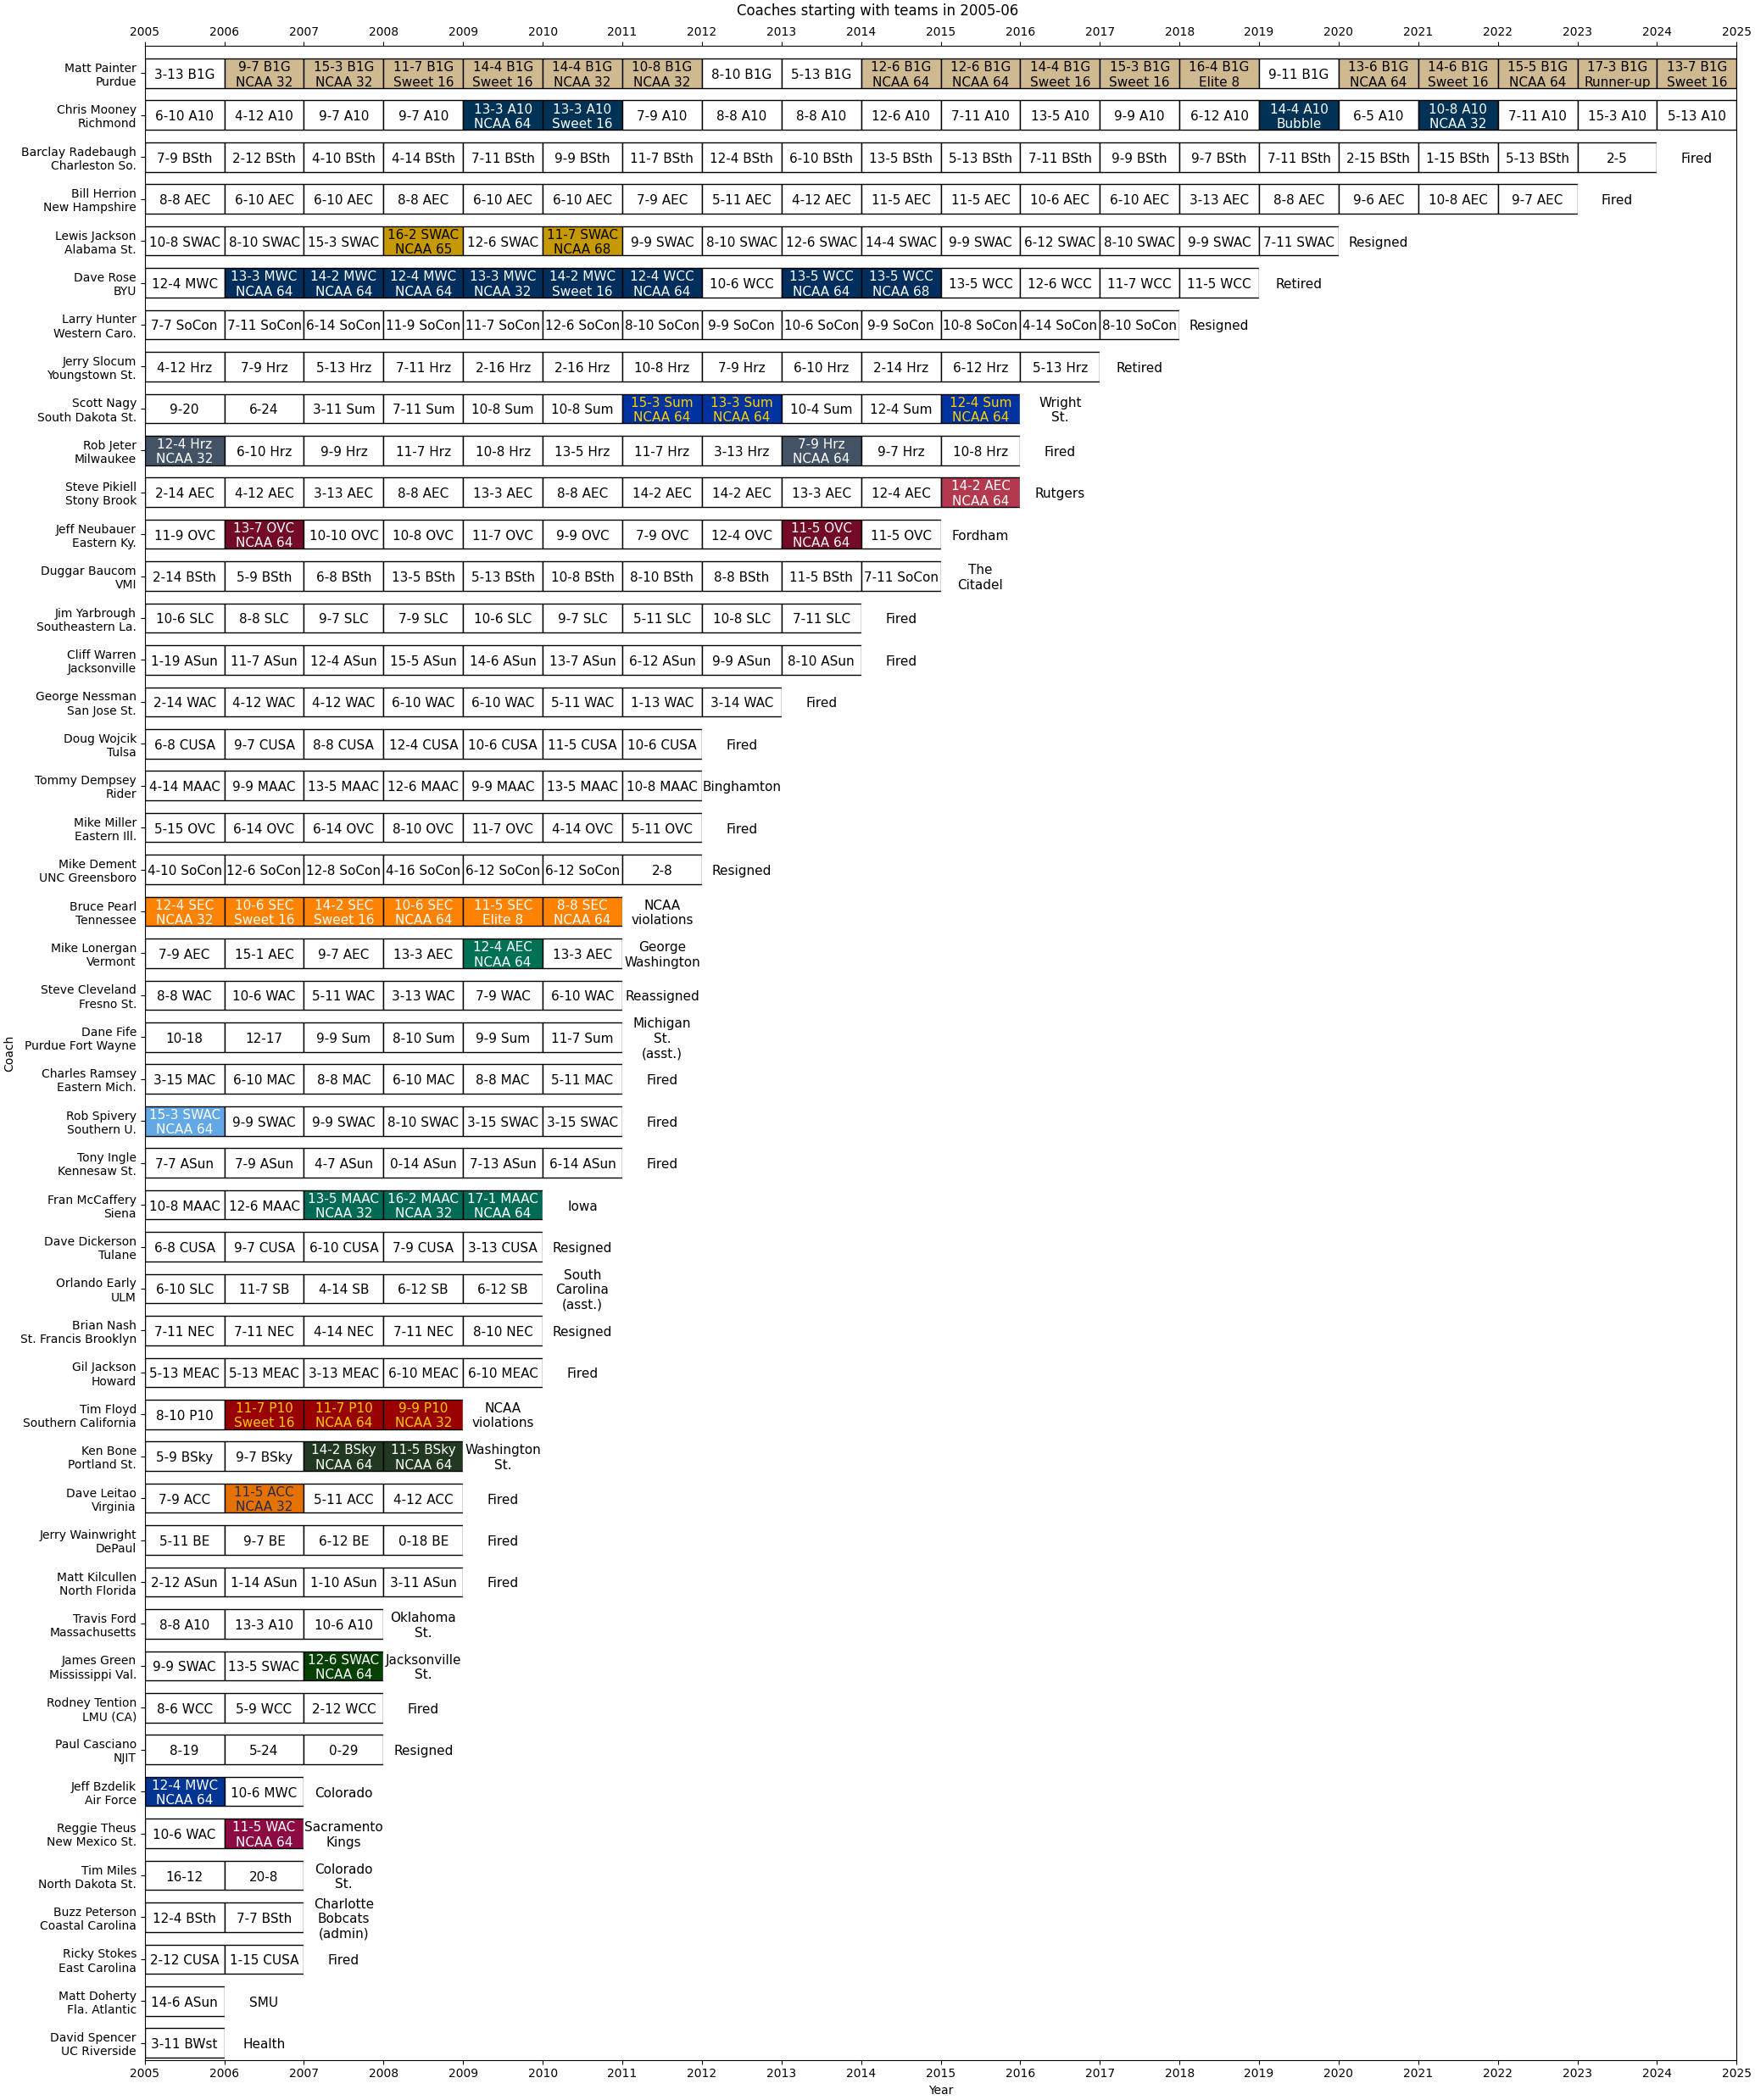 Coaches starting with teams in 2005-06
2005 2006 2007 2008 2009 2010 2011 2012 2013 2014 2015 2016 2017 2018 2019 2020 2021 2022 2023 2024 2025
Matt Painter 9-7 B1G 15-3 B1G 11-7 B1G 14-4 B1G 14-4 B1G 10-8 B1G 12-6 B1G 12-6 B1G 14-4 B1G 15-3 B1G 16-4 B1G 13-6 B1G 14-6 B1G 15-5 B1G 17-3 B1G 13-7 B1G
3-13 B1G 8-10 B1G 5-13 B1G 9-11 B1G
Purdue NCAA 32 NCAA 32 Sweet 16 Sweet 16 NCAA 32 NCAA 32 NCAA 64 NCAA 64 Sweet 16 Sweet 16 Elite 8 NCAA 64 Sweet 16 NCAA 64 Runner-up Sweet 16
Chris Mooney 13-3 A10 13-3 A10 14-4 A10 10-8 A10
6-10 A10 4-12 A10 9-7 A10 9-7 A10 7-9 A10 8-8 A10 8-8 A10 12-6 A10 7-11 A10 13-5 A10 9-9 A10 6-12 A10 6-5 A10 7-11 A10 15-3 A10 5-13 A10
Richmond NCAA 64 Sweet 16 Bubble NCAA 32
Barclay Radebaugh
7-9 BSth 2-12 BSth 4-10 BSth 4-14 BSth 7-11 BSth 9-9 BSth 11-7 BSth 12-4 BSth 6-10 BSth 13-5 BSth 5-13 BSth 7-11 BSth 9-9 BSth 9-7 BSth 7-11 BSth 2-15 BSth 1-15 BSth 5-13 BSth 2-5 Fired
Charleston So.
Bill Herrion
8-8 AEC 6-10 AEC 6-10 AEC 8-8 AEC 6-10 AEC 6-10 AEC 7-9 AEC 5-11 AEC 4-12 AEC 11-5 AEC 11-5 AEC 10-6 AEC 6-10 AEC 3-13 AEC 8-8 AEC 9-6 AEC 10-8 AEC 9-7 AEC Fired
New Hampshire
Lewis Jackson 16-2 SWAC 11-7 SWAC
10-8 SWAC 8-10 SWAC 15-3 SWAC 12-6 SWAC 9-9 SWAC 8-10 SWAC 12-6 SWAC 14-4 SWAC 9-9 SWAC 6-12 SWAC 8-10 SWAC 9-9 SWAC 7-11 SWAC Resigned
Alabama St. NCAA 65 NCAA 68
Dave Rose 13-3 MWC 14-2 MWC 12-4 MWC 13-3 MWC 14-2 MWC 12-4 WCC 13-5 WCC 13-5 WCC
12-4 MWC 10-6 WCC 13-5 WCC 12-6 WCC 11-7 WCC 11-5 WCC Retired
BYU NCAA 64 NCAA 64 NCAA 64 NCAA 32 Sweet 16 NCAA 64 NCAA 64 NCAA 68
Larry Hunter
7-7 SoCon 7-11 SoCon 6-14 SoCon 11-9 SoCon 11-7 SoCon 12-6 SoCon 8-10 SoCon 9-9 SoCon 10-6 SoCon 9-9 SoCon 10-8 SoCon 4-14 SoCon 8-10 SoCon Resigned
Western Caro.
Jerry Slocum
4-12 Hrz 7-9 Hrz 5-13 Hrz 7-11 Hrz 2-16 Hrz 2-16 Hrz 10-8 Hrz 7-9 Hrz 6-10 Hrz 2-14 Hrz 6-12 Hrz 5-13 Hrz Retired
Youngstown St.
Scott Nagy 15-3 Sum 13-3 Sum 12-4 Sum Wright
9-20 6-24 3-11 Sum 7-11 Sum 10-8 Sum 10-8 Sum 10-4 Sum 12-4 Sum
South Dakota St. NCAA 64 NCAA 64 NCAA 64 St.
Rob Jeter 12-4 Hrz 7-9 Hrz
6-10 Hrz 9-9 Hrz 11-7 Hrz 10-8 Hrz 13-5 Hrz 11-7 Hrz 3-13 Hrz 9-7 Hrz 10-8 Hrz Fired
Milwaukee NCAA 32 NCAA 64
Steve Pikiell 14-2 AEC
2-14 AEC 4-12 AEC 3-13 AEC 8-8 AEC 13-3 AEC 8-8 AEC 14-2 AEC 14-2 AEC 13-3 AEC 12-4 AEC Rutgers
Stony Brook NCAA 64
Jeff Neubauer 13-7 OVC 11-5 OVC
11-9 OVC 10-10 OVC 10-8 OVC 11-7 OVC 9-9 OVC 7-9 OVC 12-4 OVC 11-5 OVC Fordham
Eastern Ky. NCAA 64 NCAA 64
Duggar Baucom The
2-14 BSth 5-9 BSth 6-8 BSth 13-5 BSth 5-13 BSth 10-8 BSth 8-10 BSth 8-8 BSth 11-5 BSth 7-11 SoCon
VMI Citadel
Jim Yarbrough
10-6 SLC 8-8 SLC 9-7 SLC 7-9 SLC 10-6 SLC 9-7 SLC 5-11 SLC 10-8 SLC 7-11 SLC Fired
Southeastern La.
Cliff Warren
1-19 ASun 11-7 ASun 12-4 ASun 15-5 ASun 14-6 ASun 13-7 ASun 6-12 ASun 9-9 ASun 8-10 ASun Fired
Jacksonville
George Nessman
2-14 WAC 4-12 WAC 4-12 WAC 6-10 WAC 6-10 WAC 5-11 WAC 1-13 WAC 3-14 WAC Fired
San Jose St.
Doug Wojcik
6-8 CUSA 9-7 CUSA 8-8 CUSA 12-4 CUSA 10-6 CUSA 11-5 CUSA 10-6 CUSA Fired
Tulsa
Tommy Dempsey
4-14 MAAC 9-9 MAAC 13-5 MAAC 12-6 MAAC 9-9 MAAC 13-5 MAAC 10-8 MAAC Binghamton
Rider
Mike Miller
5-15 OVC 6-14 OVC 6-14 OVC 8-10 OVC 11-7 OVC 4-14 OVC 5-11 OVC Fired
Eastern Ill.
Mike Dement
4-10 SoCon 12-6 SoCon 12-8 SoCon 4-16 SoCon 6-12 SoCon 6-12 SoCon 2-8 Resigned
UNC Greensboro
Bruce Pearl 12-4 SEC 10-6 SEC 14-2 SEC 10-6 SEC 11-5 SEC 8-8 SEC NCAA
Tennessee NCAA 32 Sweet 16 Sweet 16 NCAA 64 Elite 8 NCAA 64 violations
Mike Lonergan 12-4 AEC George
7-9 AEC 15-1 AEC 9-7 AEC 13-3 AEC 13-3 AEC
Vermont NCAA 64 Washington
Steve Cleveland
8-8 WAC 10-6 WAC 5-11 WAC 3-13 WAC 7-9 WAC 6-10 WAC Reassigned
Fresno St.
Michigan
Dane Fife
10-18 12-17 9-9 Sum 8-10 Sum 9-9 Sum 11-7 Sum St.
Purdue Fort Wayne
(asst.)
Coach
Charles Ramsey
3-15 MAC 6-10 MAC 8-8 MAC 6-10 MAC 8-8 MAC 5-11 MAC Fired
Eastern Mich.
Rob Spivery 15-3 SWAC
9-9 SWAC 9-9 SWAC 8-10 SWAC 3-15 SWAC 3-15 SWAC Fired
Southern U. NCAA 64
Tony Ingle
7-7 ASun 7-9 ASun 4-7 ASun 0-14 ASun 7-13 ASun 6-14 ASun Fired
Kennesaw St.
Fran McCaffery 13-5 MAAC 16-2 MAAC 17-1 MAAC
10-8 MAAC 12-6 MAAC Iowa
Siena NCAA 32 NCAA 32 NCAA 64
Dave Dickerson
6-8 CUSA 9-7 CUSA 6-10 CUSA 7-9 CUSA 3-13 CUSA Resigned
Tulane
South
Orlando Early
6-10 SLC 11-7 SB 4-14 SB 6-12 SB 6-12 SB Carolina
ULM
(asst.)
Brian Nash
7-11 NEC 7-11 NEC 4-14 NEC 7-11 NEC 8-10 NEC Resigned
St. Francis Brooklyn
Gil Jackson
5-13 MEAC 5-13 MEAC 3-13 MEAC 6-10 MEAC 6-10 MEAC Fired
Howard
Tim Floyd 11-7 P10 11-7 P10 9-9 P10 NCAA
8-10 P10
Southern California Sweet 16 NCAA 64 NCAA 32 violations
Ken Bone 14-2 BSky 11-5 BSky Washington
5-9 BSky 9-7 BSky
Portland St. NCAA 64 NCAA 64 St.
Dave Leitao 11-5 ACC
7-9 ACC 5-11 ACC 4-12 ACC Fired
Virginia NCAA 32
Jerry Wainwright
5-11 BE 9-7 BE 6-12 BE 0-18 BE Fired
DePaul
Matt Kilcullen
2-12 ASun 1-14 ASun 1-10 ASun 3-11 ASun Fired
North Florida
Travis Ford Oklahoma
8-8 A10 13-3 A10 10-6 A10
Massachusetts St.
James Green 12-6 SWAC Jacksonville
9-9 SWAC 13-5 SWAC
Mississippi Val. NCAA 64 St.
Rodney Tention
8-6 WCC 5-9 WCC 2-12 WCC Fired
LMU (CA)
Paul Casciano
8-19 5-24 0-29 Resigned
NJIT
Jeff Bzdelik 12-4 MWC
10-6 MWC Colorado
Air Force NCAA 64
Reggie Theus 11-5 WAC Sacramento
10-6 WAC
New Mexico St. NCAA 64 Kings
Tim Miles Colorado
16-12 20-8
North Dakota St. St.
Charlotte
Buzz Peterson
12-4 BSth 7-7 BSth Bobcats
Coastal Carolina
(admin)
Ricky Stokes
2-12 CUSA 1-15 CUSA Fired
East Carolina
Matt Doherty
14-6 ASun SMU
Fla. Atlantic
David Spencer
3-11 BWst Health
UC Riverside
2005 2006 2007 2008 2009 2010 2011 2012 2013 2014 2015 2016 2017 2018 2019 2020 2021 2022 2023 2024 2025
Year